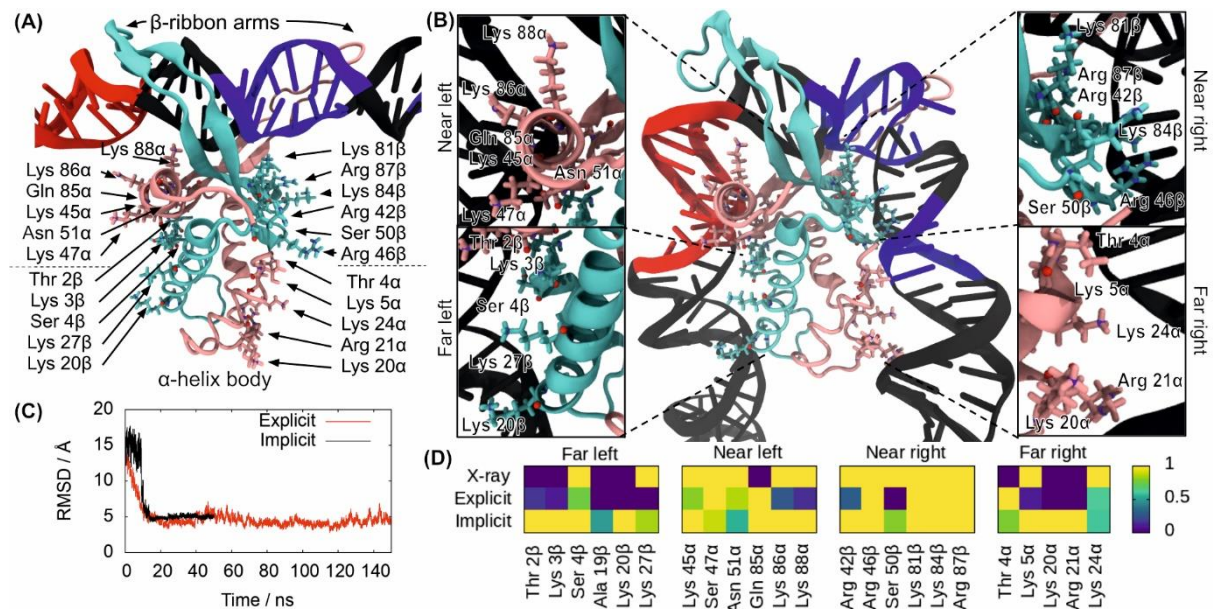 (A)
β-ribbon arms
Lys 88α
Lys 86α
Gln 85α
Lys 45α
Asn 51α
Lys 47α
Thr 2β
Lys 3β
Ser 4β
Lys 27β
Lys 20β
Lys 81β
Arg 87β
Lys 84β
Arg 42β
Ser 50β
Arg 46β
Thr 4α
Lys 5α
Lys 24α
Arg 21α
Lys 20α
α-helix body
(B)
Near left
Lys 88α
Lys 86α
Gln 85α
Lys 45α
Asn 51α
Lys 47α
Far left
Thr 2β
Lys 3β
Ser 4β
Lys 27β
Lys 20β
Near right
Lys 81β
Arg 87β
Arg 42β
Lys 84β
Arg 46β
Ser 50β
Far right
Thr 4α
Lys 5α
Lys 24α
Arg 21α
Lys 20α
(C)
RMSD / Å
20
15
10
5
0
Explicit
Implicit
0 20 40 60 80 100 120 140
Time / ns
(D)
Far left Near left Near right Far right
X-ray
Explicit
Implicit
1
0.5
0
Thr 2β
Lys 3β
Ser 4β
Ala 19β
Lys 20β
Lys 27β
Lys 45α
Ser 47α
Asn 51α
Gln 85α
Lys 86α
Lys 88α
Arg 42β
Arg 46β
Ser 50β
Lys 81β
Lys 84β
Arg 87β
Thr 4α
Lys 5α
Lys 20α
Arg 21α
Lys 24α